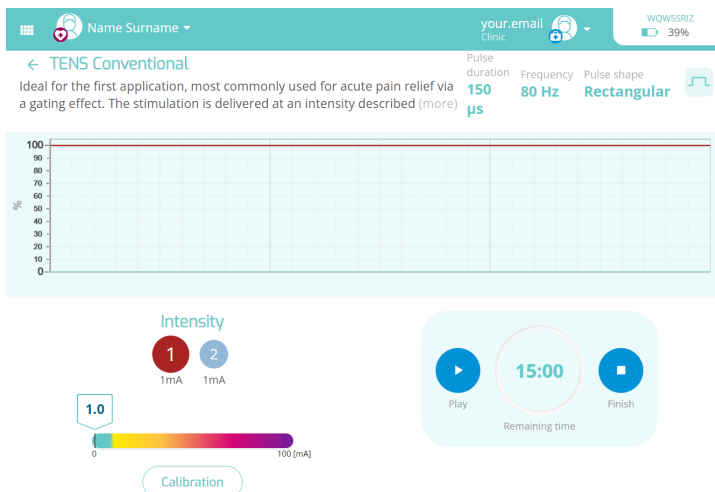 Name Surname
your.email
Clinic
WQW5SRIZ
39%
TENS Conventional
Ideal for the first application, most commonly used for acute pain relief via
a gating effect. The stimulation is delivered at an intensity described (more)
Pulse
duration
150
µs
Frequency
80 Hz
Pulse shape
Rectangular
%
100
90
80
70
60
50
40
30
20
10
0
Intensity
1
2
1mA
1mA
1.0
0
100 [mA]
Calibration
Play
15:00
Remaining time
Finish